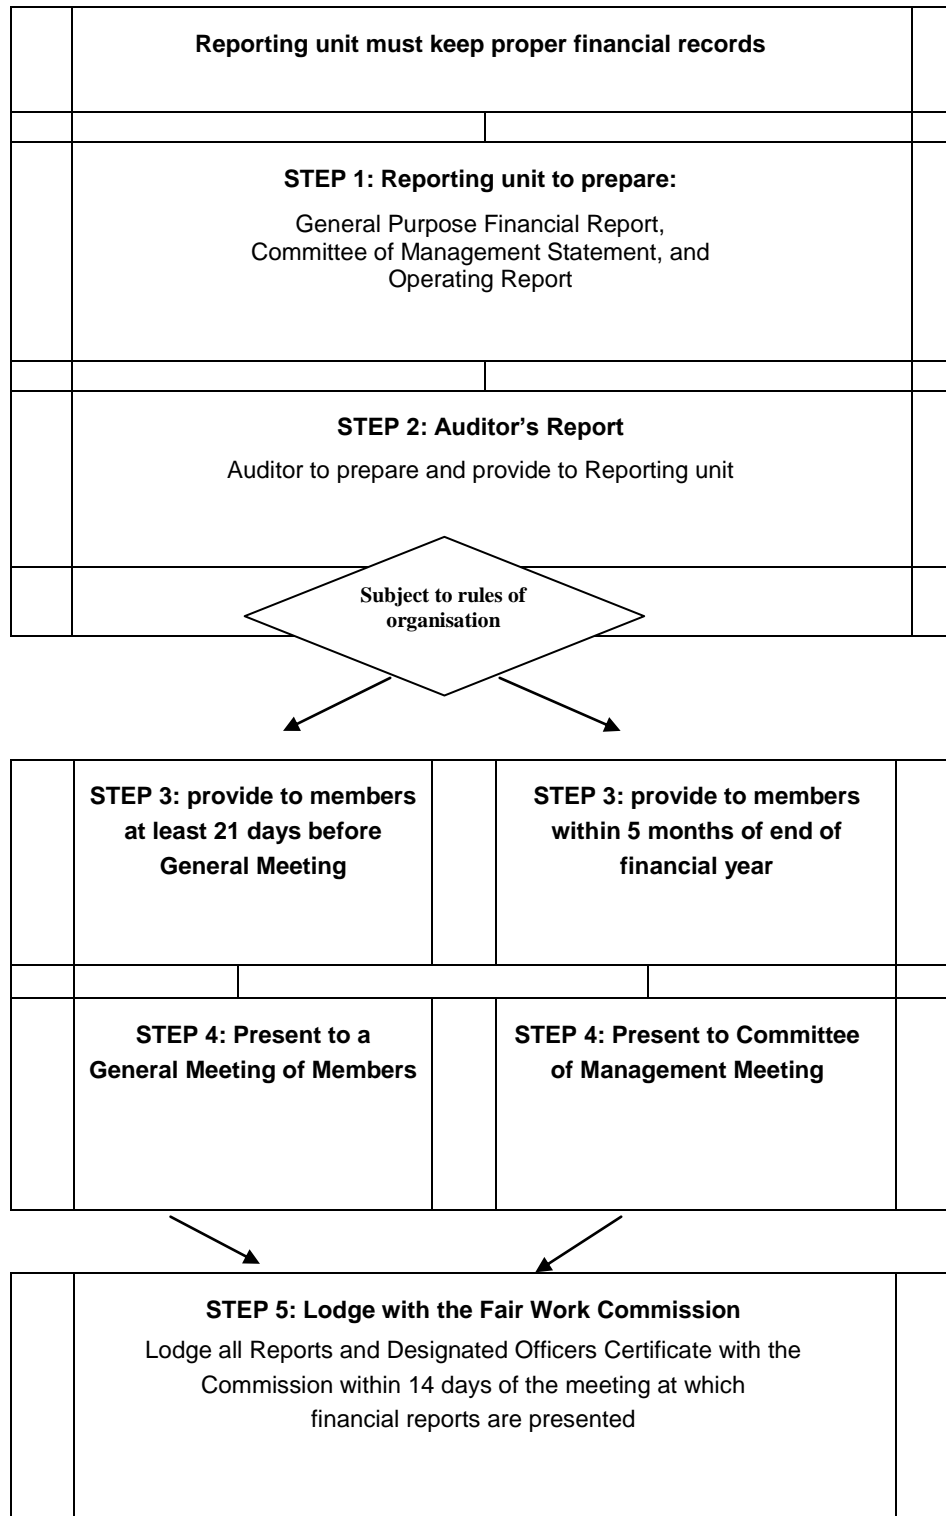 Reporting unit must keep proper financial records
STEP 1: Reporting unit to prepare:
General Purpose Financial Report,
Committee of Management Statement, and
Operating Report
STEP 2: Auditor’s Report
Auditor to prepare and provide to Reporting unit
Subject to rules of
organisation
STEP 3: provide to members
at least 21 days before
General Meeting
STEP 3: provide to members
within 5 months of end of
financial year
STEP 4: Present to a
General Meeting of Members
STEP 4: Present to Committee
of Management Meeting
STEP 5: Lodge with the Fair Work Commission
Lodge all Reports and Designated Officers Certificate with the
Commission within 14 days of the meeting at which
financial reports are presented